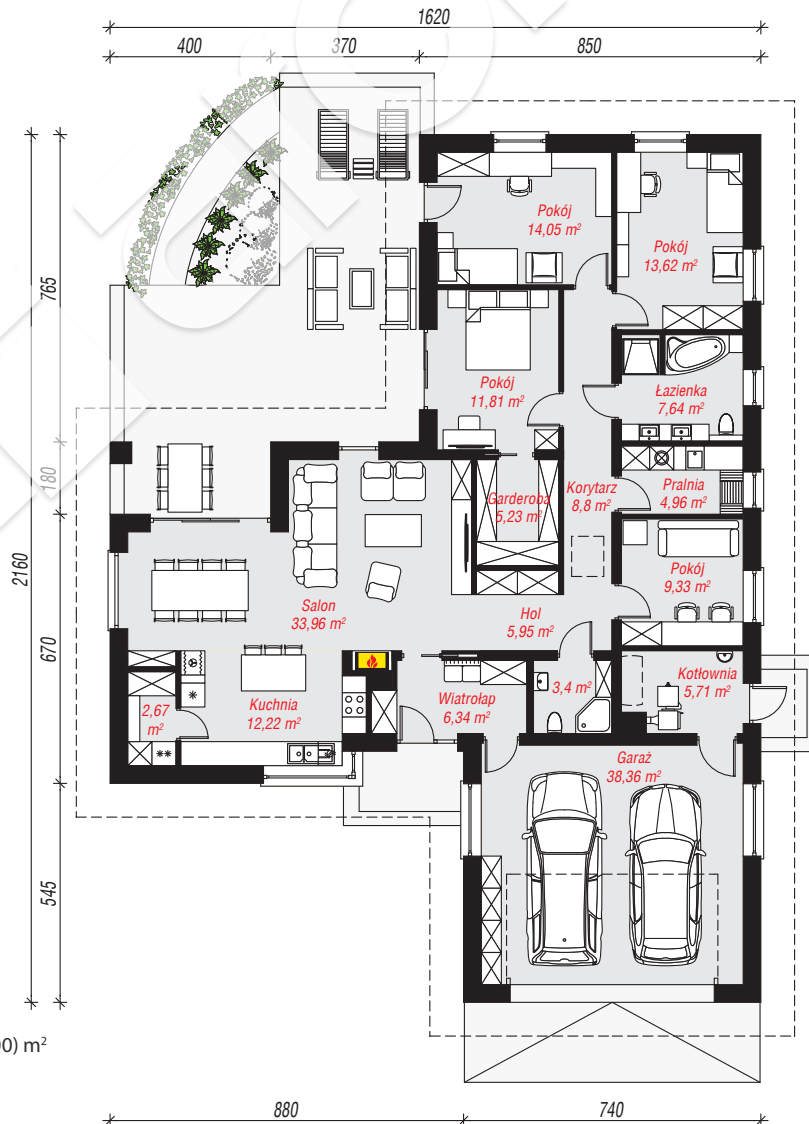 1620
400
370
850
Pokój
14,05 m²
Pokój
13,62 m²
765
Pokój
11,81 m²
Łazienka
7,64 m²
180
Garderoba
5,23 m²
Korytarz
8,8 m²
Pralnia
4,96 m²
2160
Pokój
9,33 m²
Salon
33,96 m²
Hol
5,95 m²
670
Kotłownia
5,71 m²
3,4 m²
Wiatrołap
6,34 m²
Kuchnia
12,22 m²
2,67
m²
Garaż
38,36 m²
545
0) m²
880
740